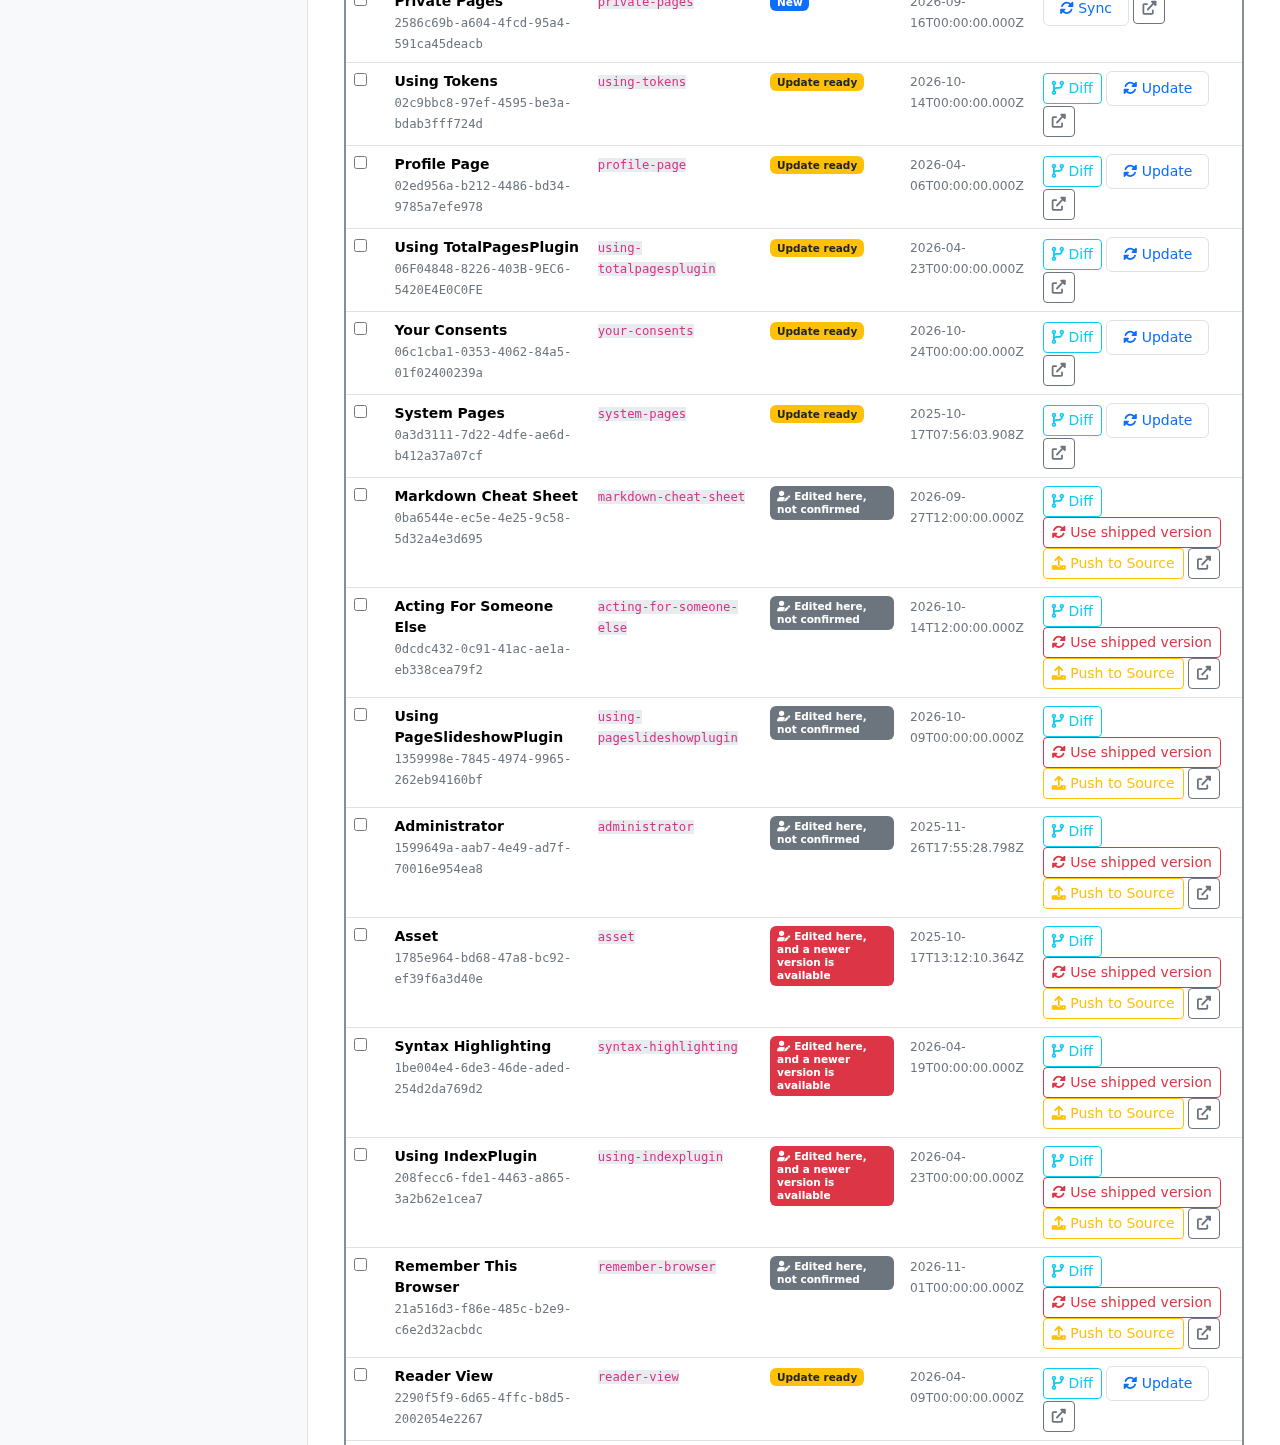 Private Pages
private-pages
New
2026-09-
Sync
2586c69b-a604-4fcd-95a4-
16T00:00:00.000Z
591ca45deacb
Using Tokens
using-tokens
Update ready
2026-10-
Diff
Update
02c9bbc8-97ef-4595-be3a-
14T00:00:00.000Z
bdab3fff724d
Profile Page
profile-page
Update ready
2026-04-
Diff
Update
02ed956a-b212-4486-bd34-
06T00:00:00.000Z
9785a7efe978
Using TotalPagesPlugin
using-
Update ready
2026-04-
Diff
Update
06F04848-8226-403B-9EC6-
totalpagesplugin
23T00:00:00.000Z
5420E4E0C0FE
Your Consents
your-consents
Update ready
2026-10-
Diff
Update
06c1cba1-0353-4062-84a5-
24T00:00:00.000Z
01f02400239a
System Pages
system-pages
Update ready
2025-10-
Diff
Update
0a3d3111-7d22-4dfe-ae6d-
17T07:56:03.908Z
b412a37a07cf
Markdown Cheat Sheet
markdown-cheat-sheet
Edited here,
not confirmed
2026-09-
27T12:00:00.000Z
Diff
0ba6544e-ec5e-4e25-9c58-
5d32a4e3d695
Use shipped version
Push to Source
Acting For Someone
Else
acting-for-someone-
else
Edited here,
not confirmed
2026-10-
14T12:00:00.000Z
Diff
0dcdc432-0c91-41ac-ae1a-
eb338cea79f2
Use shipped version
Push to Source
Using
PageSlideshowPlugin
using-
pageslideshowplugin
Edited here,
not confirmed
2026-10-
09T00:00:00.000Z
Diff
1359998e-7845-4974-9965-
262eb94160bf
Use shipped version
Push to Source
Administrator
administrator
Edited here,
not confirmed
2025-11-
26T17:55:28.798Z
Diff
1599649a-aab7-4e49-ad7f-
70016e954ea8
Use shipped version
Push to Source
Asset
asset
Edited here,
and a newer
version is
available
2025-10-
17T13:12:10.364Z
Diff
1785e964-bd68-47a8-bc92-
ef39f6a3d40e
Use shipped version
Push to Source
Syntax Highlighting
syntax-highlighting
Edited here,
and a newer
version is
available
2026-04-
19T00:00:00.000Z
Diff
1be004e4-6de3-46de-aded-
254d2da769d2
Use shipped version
Push to Source
Using IndexPlugin
using-indexplugin
Edited here,
and a newer
version is
available
2026-04-
23T00:00:00.000Z
Diff
208fecc6-fde1-4463-a865-
3a2b62e1cea7
Use shipped version
Push to Source
Remember This
Browser
remember-browser
Edited here,
not confirmed
2026-11-
01T00:00:00.000Z
Diff
21a516d3-f86e-485c-b2e9-
c6e2d32acbdc
Use shipped version
Push to Source
Reader View
reader-view
Update ready
2026-04-
Diff
Update
2290f5f9-6d65-4ffc-b8d5-
09T00:00:00.000Z
2002054e2267